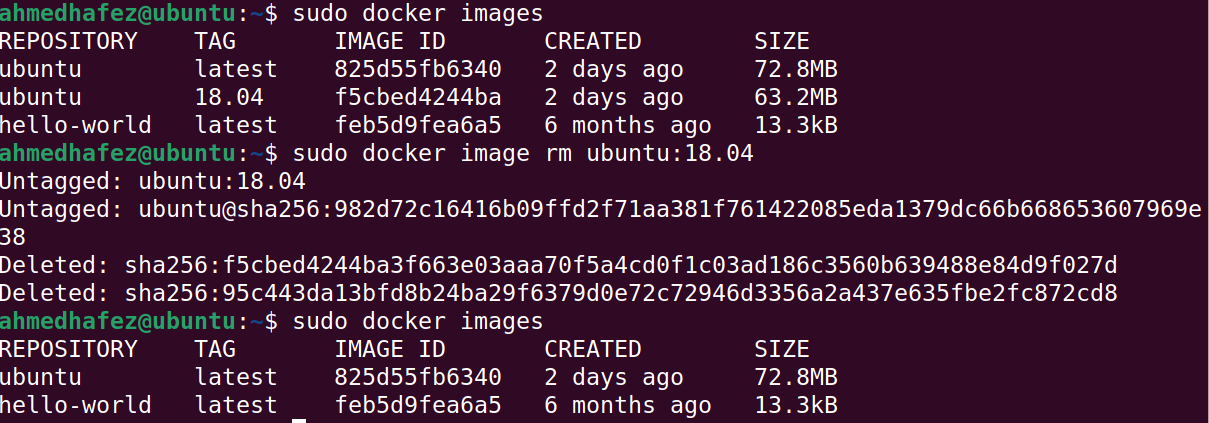 ahmedhafez@ubuntu:~$ sudo docker images
REPOSITORY    TAG       IMAGE ID       CREATED        SIZE
ubuntu        latest    825d55fb6340   2 days ago     72.8MB
ubuntu        18.04     f5cbed4244ba   2 days ago     63.2MB
hello-world   latest    feb5d9fea6a5   6 months ago   13.3kB
ahmedhafez@ubuntu:~$ sudo docker image rm ubuntu:18.04
Untagged: ubuntu:18.04
Untagged: ubuntu@sha256:982d72c16416b09ffd2f71aa381f761422085eda1379dc66b668653607969e
38
Deleted: sha256:f5cbed4244ba3f663e03aaa70f5a4cd0f1c03ad186c3560b639488e84d9f027d
Deleted: sha256:95c443da13bfd8b24ba29f6379d0e72c72946d3356a2a437e635fbe2fc872cd8
ahmedhafez@ubuntu:~$ sudo docker images
REPOSITORY    TAG       IMAGE ID       CREATED        SIZE
ubuntu        latest    825d55fb6340   2 days ago     72.8MB
hello-world   latest    feb5d9fea6a5   6 months ago   13.3kB